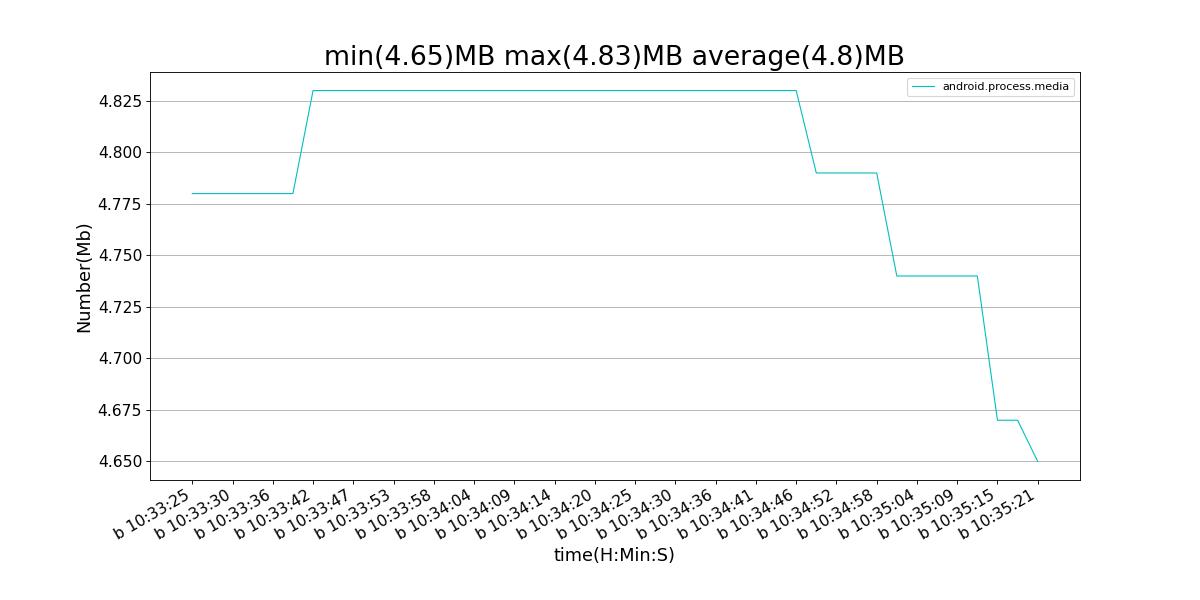 min(4.65)MB max(4.83)MB average(4.8)MB
android.process.media
4.825
4.800
4.775
4.750
4.725
4.700
4.675
4.650
Number(Mb)
b 10:33:25
b 10:33:30
b 10:33:36
b 10:33:42
b 10:33:47
b 10:33:53
b 10:33:58
b 10:34:04
b 10:34:09
b 10:34:14
b 10:34:20
b 10:34:25
b 10:34:30
b 10:34:36
b 10:34:41
b 10:34:46
b 10:34:52
b 10:34:58
b 10:35:04
b 10:35:09
b 10:35:15
b 10:35:21
time(H:Min:S)